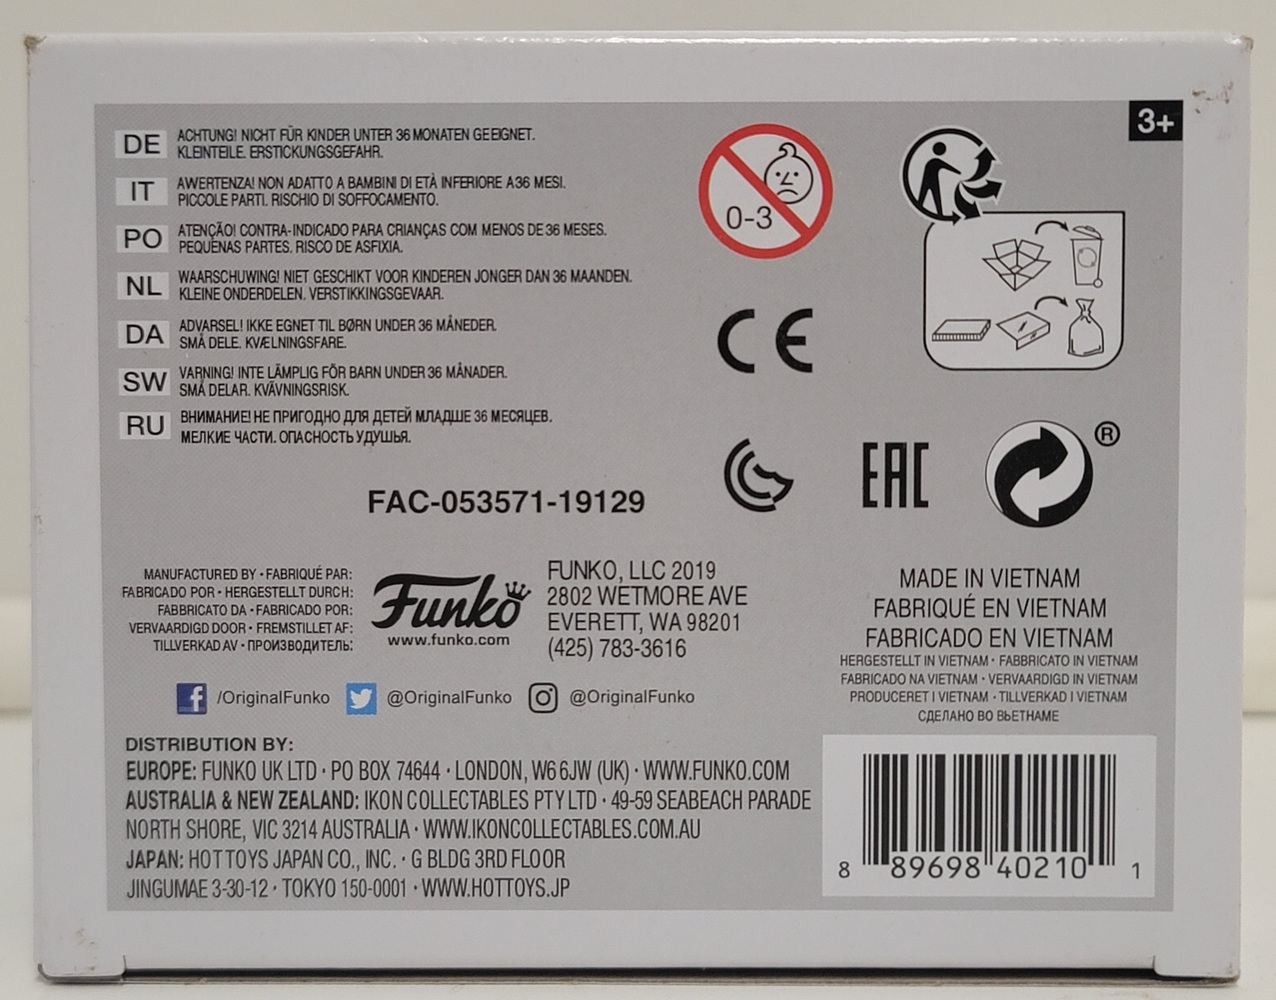 3+
DE
ACHTUNG! NICHT FÜR KINDER UNTER 36 MONATEN GEEIGNET.
KLEINTEILE. ERSTICKUNGSGEFAHR.
IT
AWERTENZA! NON ADATTO A BAMBINI DI ETÀ INFERIORE A36 MESI.
PICCOLE PARTI. RISCHIO DI SOFFOCAMENTO.
PO
ATENÇÃO! CONTRA-INDICADO PARA CRIANÇAS COM MENOS DE 36 MESES.
PEQUENAS PARTES. RISCO DE ASFIXIA.
NL
WAARSCHUWING! NIET GESCHIKT VOOR KINDEREN JONGER DAN 36 MAANDEN.
KLEINE ONDERDELEN. VERSTIKKINGSGEVAAR.
DA
ADVARSEL! IKKE EGNET TIL BØRN UNDER 36 MÅNEDER.
SMÅ DELE. KVÆLNINGSFARE.
SW
VARNING! INTE LÄMPLIG FÖR BARN UNDER 36 MÅNADER.
SMÅ DELAR. KVÄVNINGSRISK.
RU
ВНИМАНИЕ! НЕ ПРИГОДНО ДЛЯ ДЕТЕЙ МЛАДШЕ 36 МЕСЯЦЕВ.
МЕЛКИЕ ЧАСТИ. ОПАСНОСТЬ УДУШЬЯ.
0-3
CE
EAC
®
FAC-053571-19129
MANUFACTURED BY • FABRIQUÉ PAR:
FABRICADO POR • HERGESTELLT DURCH:
FABBRICATO DA • FABRICADO POR:
VERVAARDIGD DOOR • FREMSTILLET AF:
TILLVERKAD AV • ПРОИЗВОДИТЕЛЬ:
Funko
www.funko.com
FUNKO, LLC 2019
2802 WETMORE AVE
EVERETT, WA 98201
(425) 783-3616
MADE IN VIETNAM
FABRIQUÉ EN VIETNAM
FABRICADO EN VIETNAM
HERGESTELLT IN VIETNAM • FABBRICATO IN VIETNAM
FABRICADO NA VIETNAM • VERVAARDIGD IN VIETNAM
PRODUCERET I VIETNAM • TILLVERKAD I VIETNAM
СДЕЛАНО ВО ВЬЕТНАМЕ
/OriginalFunko @OriginalFunko @OriginalFunko
DISTRIBUTION BY:
EUROPE: FUNKO UK LTD • PO BOX 74644 • LONDON, W6 6JW (UK) • WWW.FUNKO.COM
AUSTRALIA & NEW ZEALAND: IKON COLLECTABLES PTY LTD • 49-59 SEABEACH PARADE
NORTH SHORE, VIC 3214 AUSTRALIA • WWW.IKONCOLLECTABLES.COM.AU
JAPAN: HOT TOYS JAPAN CO., INC. • G BLDG 3RD FLOOR
JINGUMAE 3-30-12 • TOKYO 150-0001 • WWW.HOTTOYS.JP
8 89698 40210 1